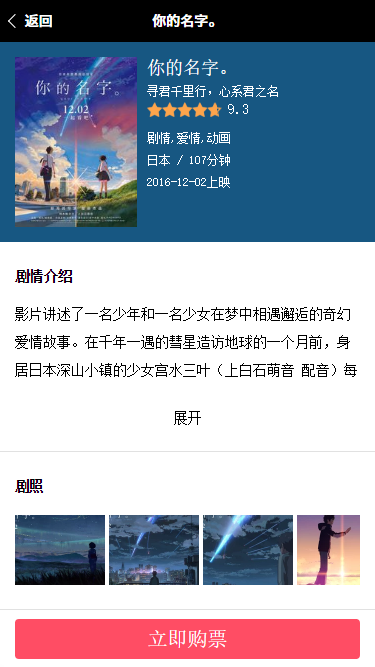 返回
你的名字。
你的名字。
12.02
你的名字。
寻君千里行，心系君之名
9.3
剧情,爱情,动画
日本 / 107分钟
2016-12-02上映
剧情介绍
影片讲述了一名少年和一名少女在梦中相遇邂逅的奇幻
爱情故事。在千年一遇的彗星造访地球的一个月前，身
居日本深山小镇的少女宫水三叶（上白石萌音 配音）每
展开
剧照
立即购票